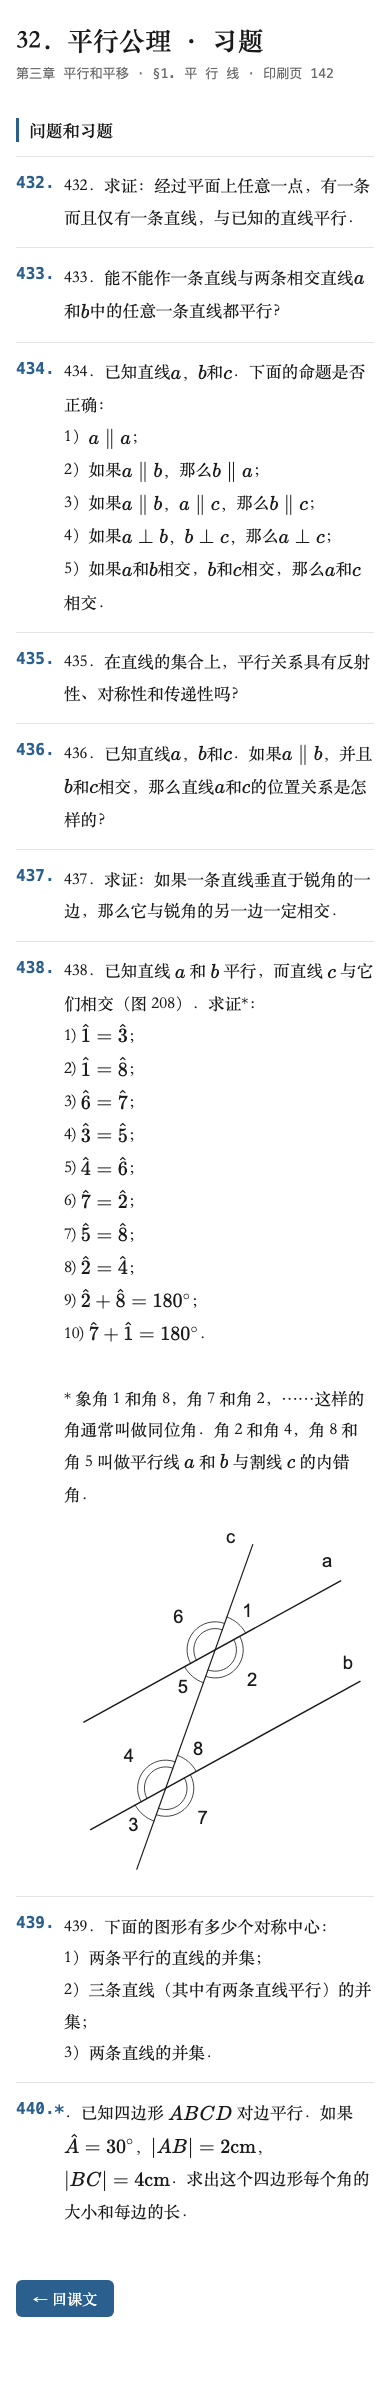 32. 平行公理 · 习题
第三章 平行和平移 · §1. 平 行 线 · 印刷页 142
问题和习题
432. 432. 求证：经过平面上任意一点，有一条
而且仅有一条直线，与已知的直线平行.
433. 433. 能不能作一条直线与两条相交直线a
和b中的任意一条直线都平行?
434. 434. 已知直线a，b和c. 下面的命题是否
正确：
1）a ∥ a；
2）如果a ∥ b，那么b ∥ a；
3）如果a ∥ b，a ∥ c，那么b ∥ c；
4）如果a ⊥ b，b ⊥ c，那么a ⊥ c；
5）如果a和b相交，b和c相交，那么a和c
相交.
435. 435. 在直线的集合上，平行关系具有反射
性、对称性和传递性吗?
436. 436. 已知直线a，b和c. 如果a ∥ b，并且
b和c相交，那么直线a和c的位置关系是怎
样的?
437. 437. 求证：如果一条直线垂直于锐角的一
边，那么它与锐角的另一边一定相交.
438. 438. 已知直线 a 和 b 平行，而直线 c 与它
们相交（图 208）. 求证*：
1) 1̂ = 3̂；
2) 1̂ = 8̂；
3) 6̂ = 7̂；
4) 3̂ = 5̂；
5) 4̂ = 6̂；
6) 7̂ = 2̂；
7) 5̂ = 8̂；
8) 2̂ = 4̂；
9) 2̂ + 8̂ = 180°；
10) 7̂ + 1̂ = 180°.
* 象角 1 和角 8，角 7 和角 2，……这样的
角通常叫做同位角. 角 2 和角 4，角 8 和
角 5 叫做平行线 a 和 b 与割线 c 的内错
角.
c
a
6
1
5
2
b
4
8
3
7
439. 439. 下面的图形有多少个对称中心：
1）两条平行的直线的并集；
2）三条直线（其中有两条直线平行）的并
集；
3）两条直线的并集.
440.*. 已知四边形 ABCD 对边平行. 如果
Â = 30°，|AB| = 2cm，
|BC| = 4cm. 求出这个四边形每个角的
大小和每边的长.
← 回课文